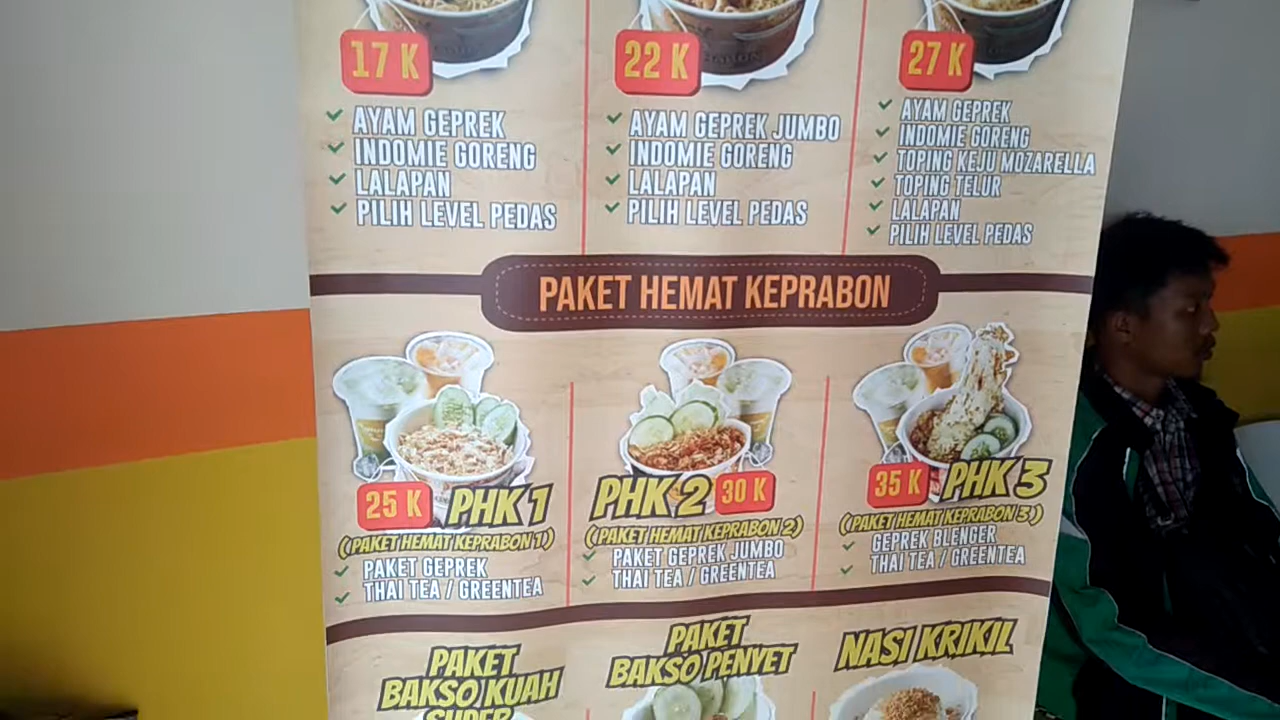 17 K
AYAM GEPREK
INDOMIE GORENG
LALAPAN
PILIH LEVEL PEDAS
22 K
AYAM GEPREK JUMBO
INDOMIE GORENG
LALAPAN
PILIH LEVEL PEDAS
27 K
AYAM GEPREK
INDOMIE GORENG
TOPING KEJU MOZARELLA
TOPING TELUR
LALAPAN
PILIH LEVEL PEDAS
PAKET HEMAT KEPRABON
25 K PHK 1
(PAKET HEMAT KEPRABON 1)
PAKET GEPREK
THAI TEA / GREENTEA
PHK 2 30 K
(PAKET HEMAT KEPRABON 2)
PAKET GEPREK JUMBO
THAI TEA / GREENTEA
35 K PHK 3
(PAKET HEMAT KEPRABON 3)
GEPREK BLENGER
THAI TEA / GREENTEA
PAKET
BAKSO KUAH
SUPER
PAKET
BAKSO PENYET
NASI KRIKIL